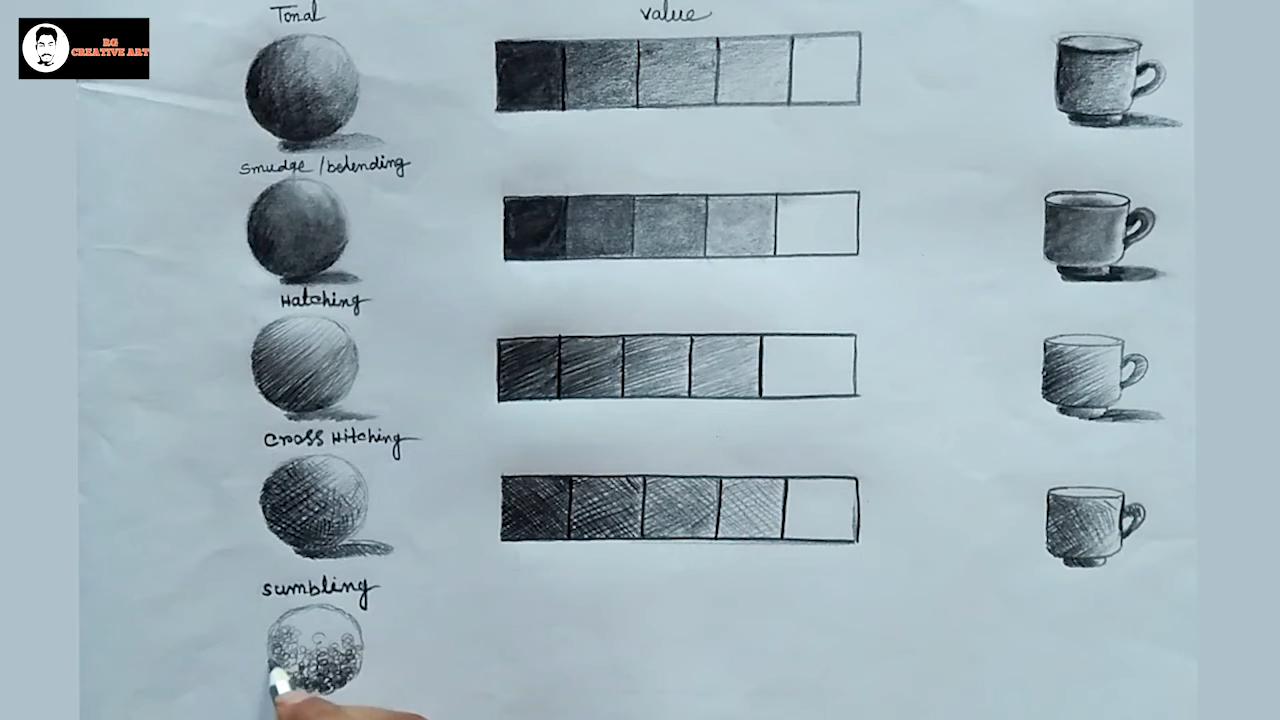 RG
CREATIVE ART
Tonal
value
Smudge /belending
Hatching
Cross Hitching
Sumbling